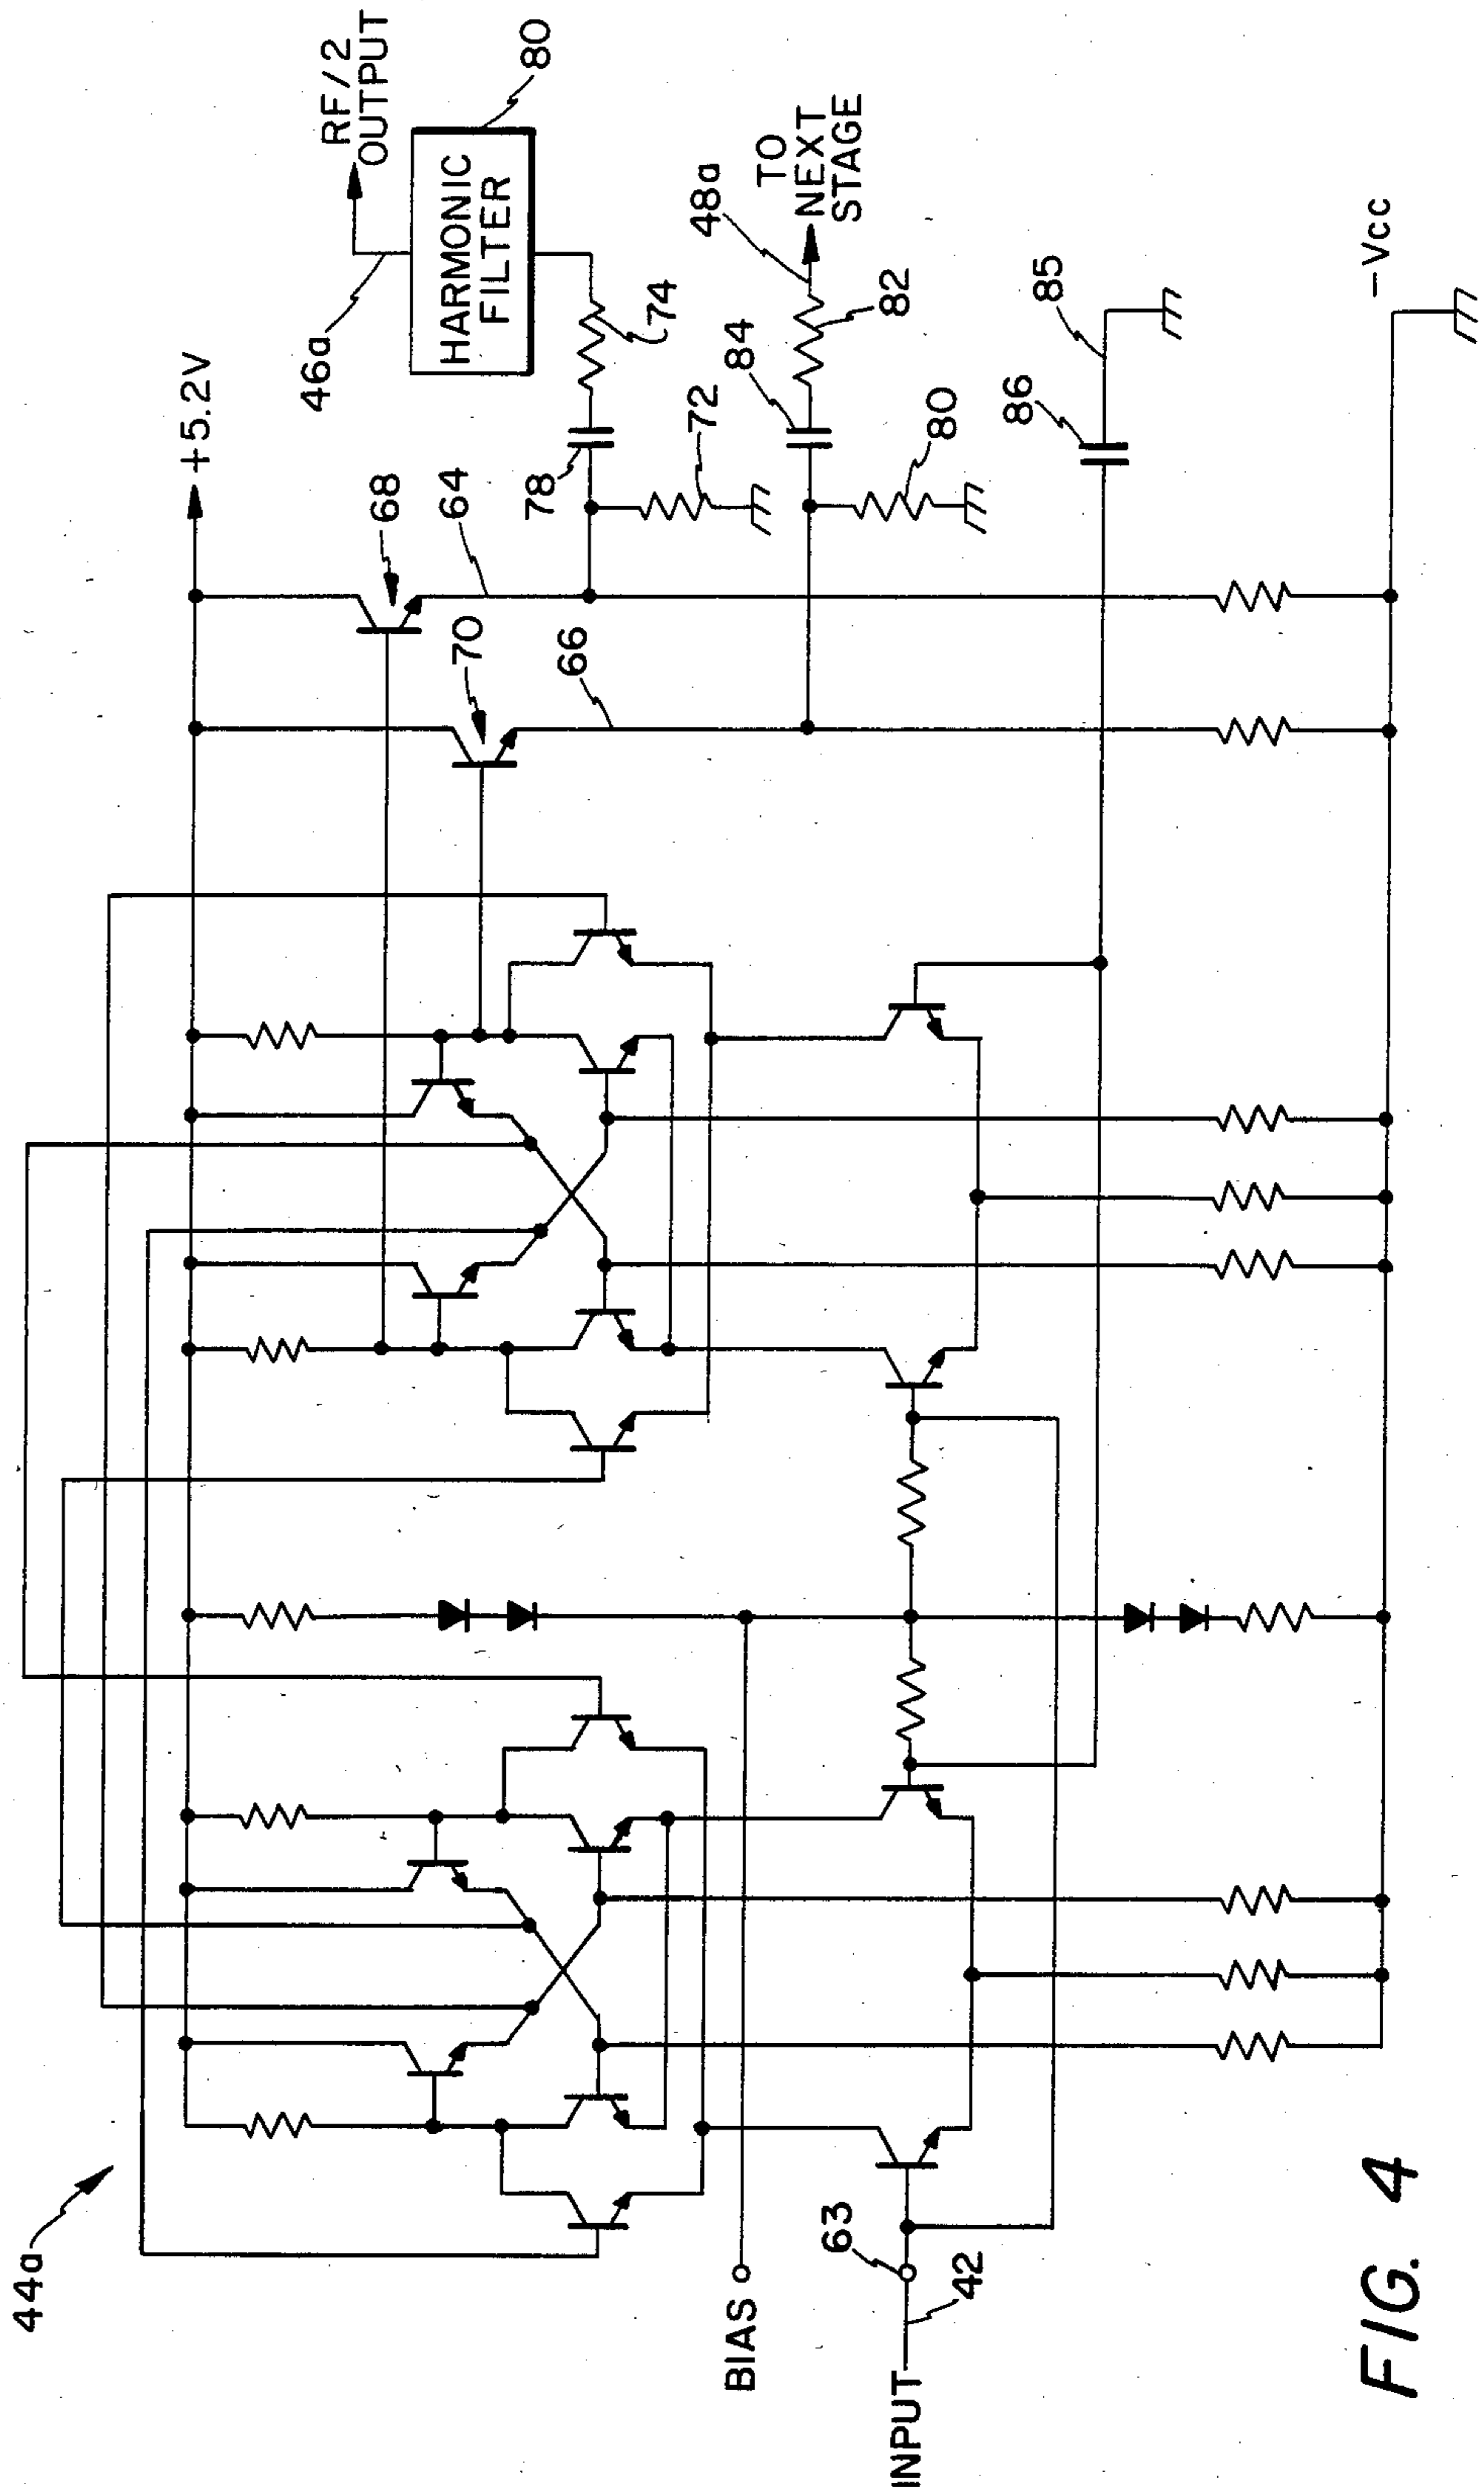 44a
+5.2V
RF/2
OUTPUT
46a
HARMONIC
FILTER
80
68
64
70
66
78
74
72
84
48a
TO
NEXT
STAGE
82
80
86
85
BIAS
63
42
INPUT
-Vcc
FIG. 4